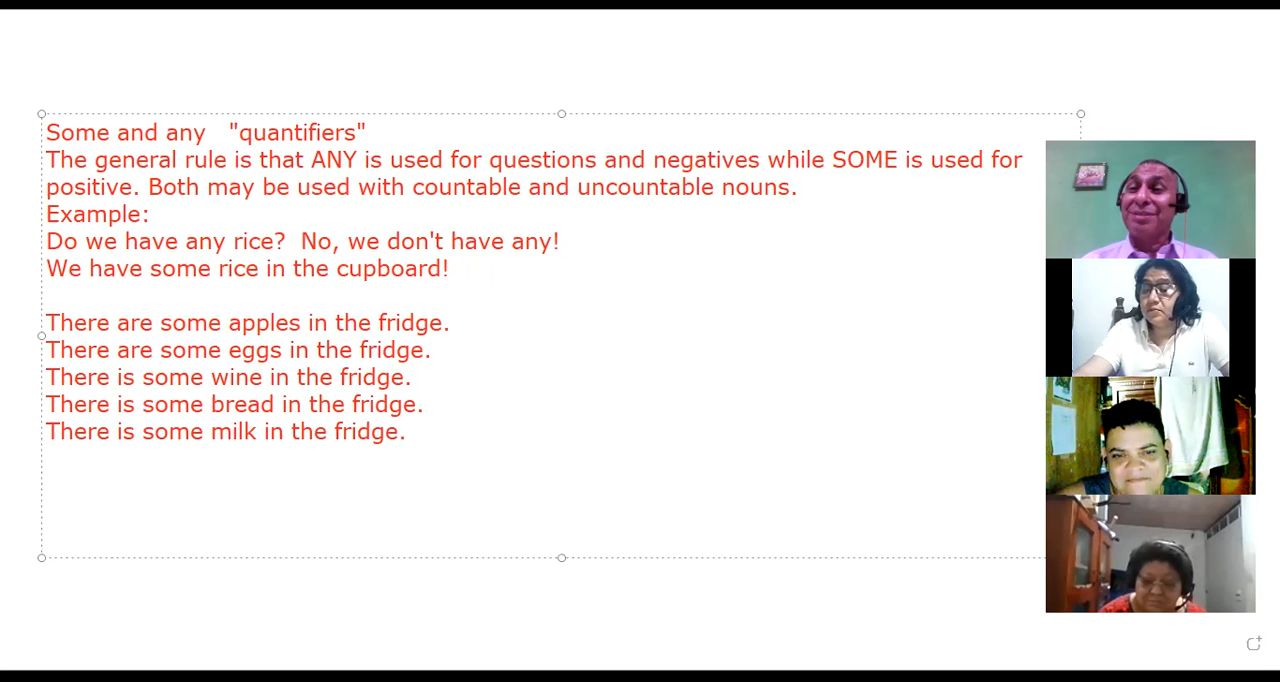 Some and any   "quantifiers"
The general rule is that ANY is used for questions and negatives while SOME is used for
positive. Both may be used with countable and uncountable nouns.
Example:
Do we have any rice?  No, we don't have any!
We have some rice in the cupboard!
There are some apples in the fridge.
There are some eggs in the fridge.
There is some wine in the fridge.
There is some bread in the fridge.
There is some milk in the fridge.